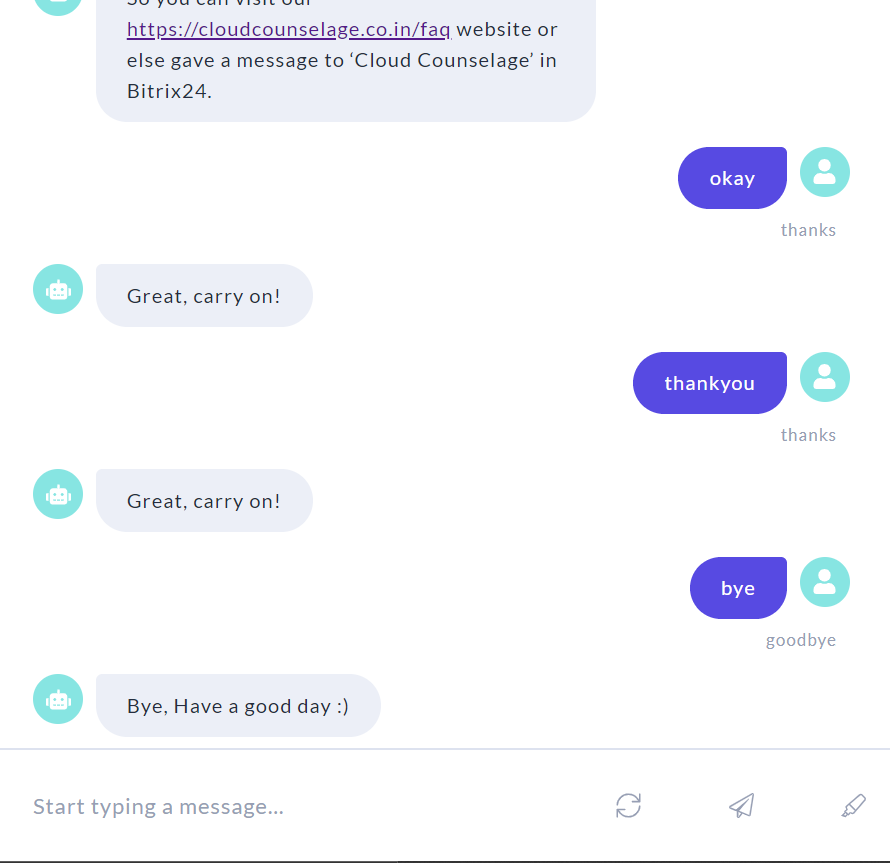 So you can visit our
https://cloudcounselage.co.in/faq website or
else gave a message to ‘Cloud Counselage’ in
Bitrix24.
okay
thanks
Great, carry on!
thankyou
thanks
Great, carry on!
bye
goodbye
Bye, Have a good day :)
Start typing a message...